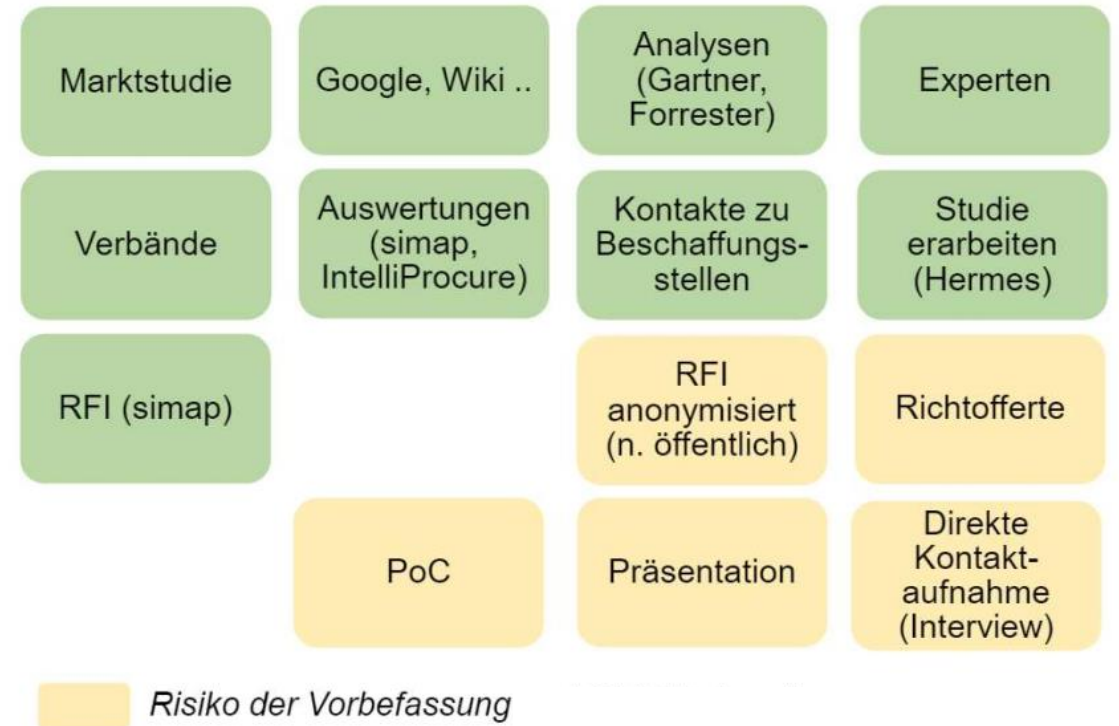 Marktstudie
Google, Wiki ..
Analysen
(Gartner,
Forrester)
Experten
Verbände
Auswertungen
(simap,
IntelliProcure)
Kontakte zu
Beschaffungs-
stellen
Studie
erarbeiten
(Hermes)
RFI (simap)
RFI
anonymisiert
(n. öffentlich)
Richtofferte
PoC
Präsentation
Direkte
Kontakt-
aufnahme
(Interview)
Risiko der Vorbefassung